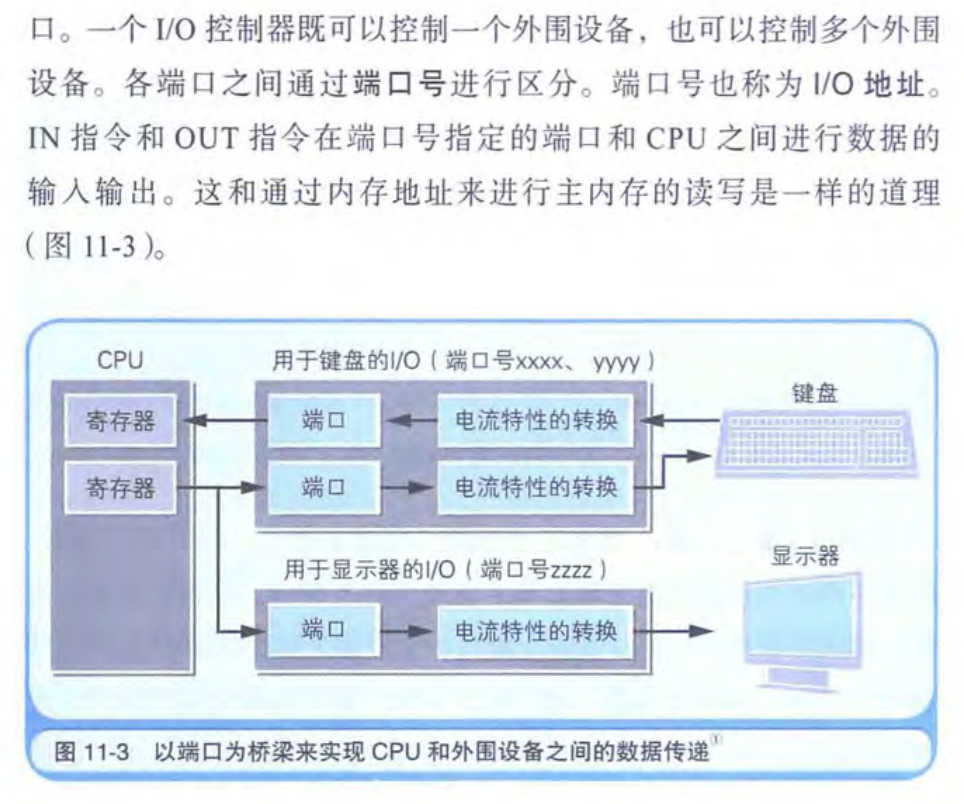 口。一个 I/O 控制器既可以控制一个外围设备，也可以控制多个外围
设备。各端口之间通过端口号进行区分。端口号也称为 I/O 地址。
IN 指令和 OUT 指令在端口号指定的端口和 CPU 之间进行数据的
输入输出。这和通过内存地址来进行主内存的读写是一样的道理
（图 11-3）。
CPU
用于键盘的I/O（端口号xxxx、 yyyy）
键盘
寄存器
端口
电流特性的转换
寄存器
端口
电流特性的转换
用于显示器的I/O（端口号zzzz）
显示器
端口
电流特性的转换
图 11-3 以端口为桥梁来实现 CPU 和外围设备之间的数据传递①